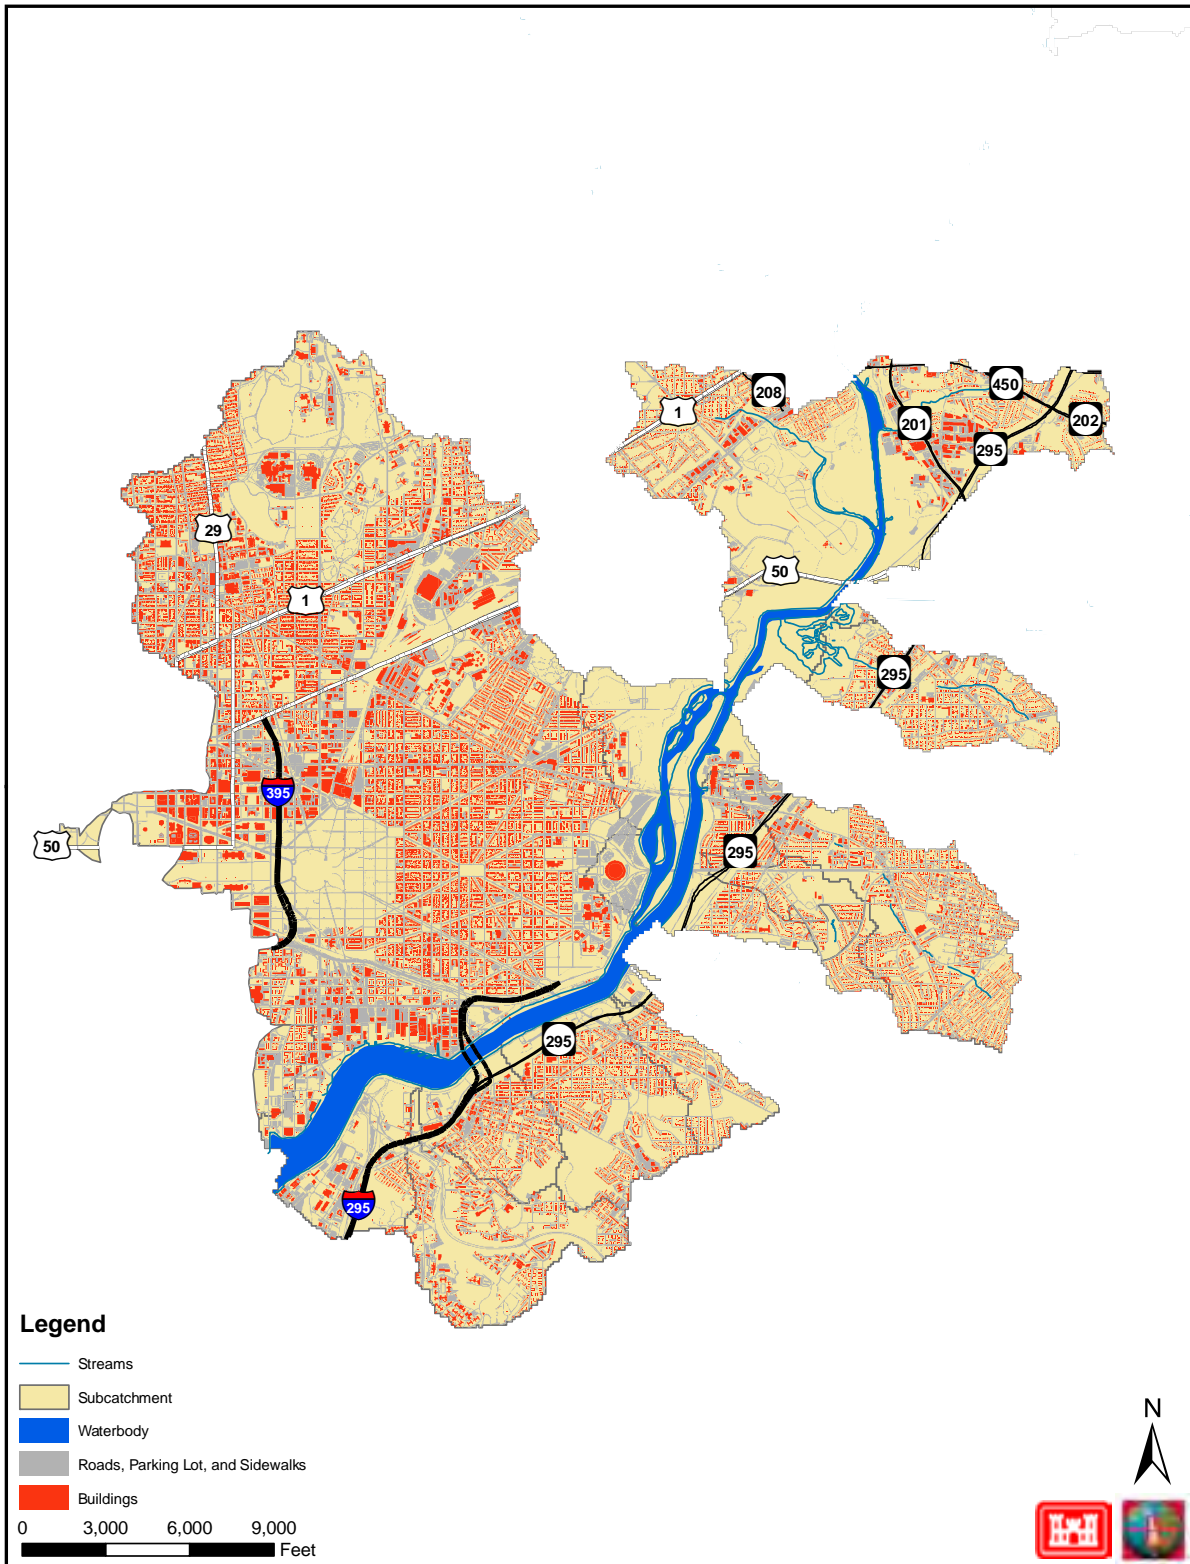 208
450
1
202
201
295
29
50
1
295
395
50
295
295
295
Legend
Streams
Subcatchment
Waterbody
Roads, Parking Lot, and Sidewalks
Buildings
0 3,000 6,000 9,000
Feet
N